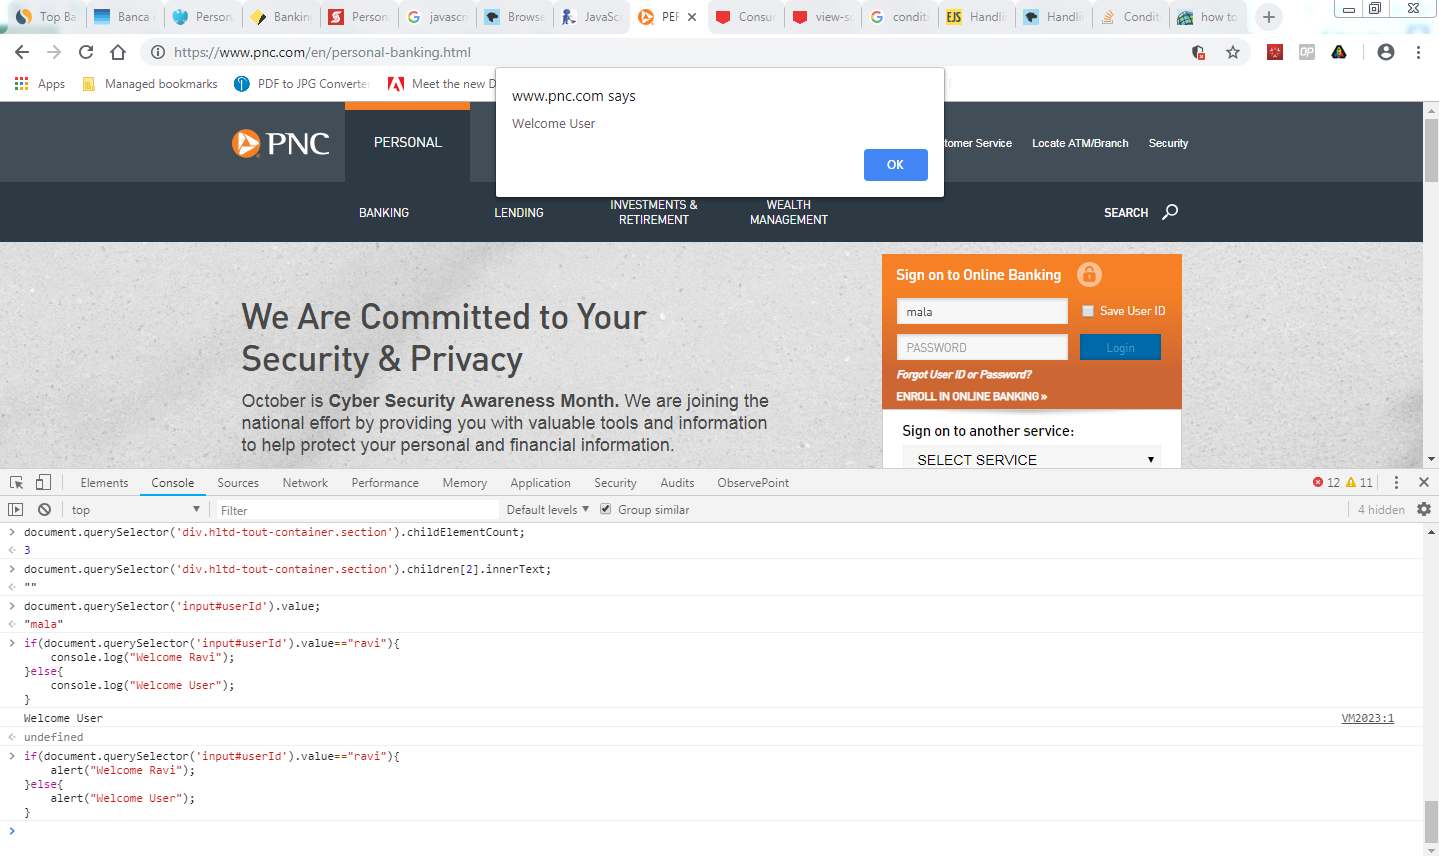 Top Ba
Banca
Person
Banking
Person
javascr
Browse
JavaSc
PER
Consu
view-so
condit
EJS
Handlin
Handlin
Condit
how to
https://www.pnc.com/en/personal-banking.html
OP
Apps
Managed bookmarks
PDF to JPG Converter
Meet the new D
www.pnc.com says
Welcome User
OK
PNC
PERSONAL
tomer Service
Locate ATM/Branch
Security
BANKING
LENDING
INVESTMENTS &
RETIREMENT
WEALTH
MANAGEMENT
SEARCH
We Are Committed to Your
Security & Privacy
October is Cyber Security Awareness Month. We are joining the
national effort by providing you with valuable tools and information
to help protect your personal and financial information.
Sign on to Online Banking
mala
Save User ID
PASSWORD
Login
Forgot User ID or Password?
ENROLL IN ONLINE BANKING »
Sign on to another service:
SELECT SERVICE
Elements
Console
Sources
Network
Performance
Memory
Application
Security
Audits
ObservePoint
12
11
top
Filter
Default levels
Group similar
4 hidden
document.querySelector('div.hltd-tout-container.section').childElementCount;
3
document.querySelector('div.hltd-tout-container.section').children[2].innerText;
""
document.querySelector('input#userId').value;
"mala"
if(document.querySelector('input#userId').value=="ravi"){
console.log("Welcome Ravi");
}else{
console.log("Welcome User");
}
Welcome User
VM2023:1
undefined
if(document.querySelector('input#userId').value=="ravi"){
alert("Welcome Ravi");
}else{
alert("Welcome User");
}